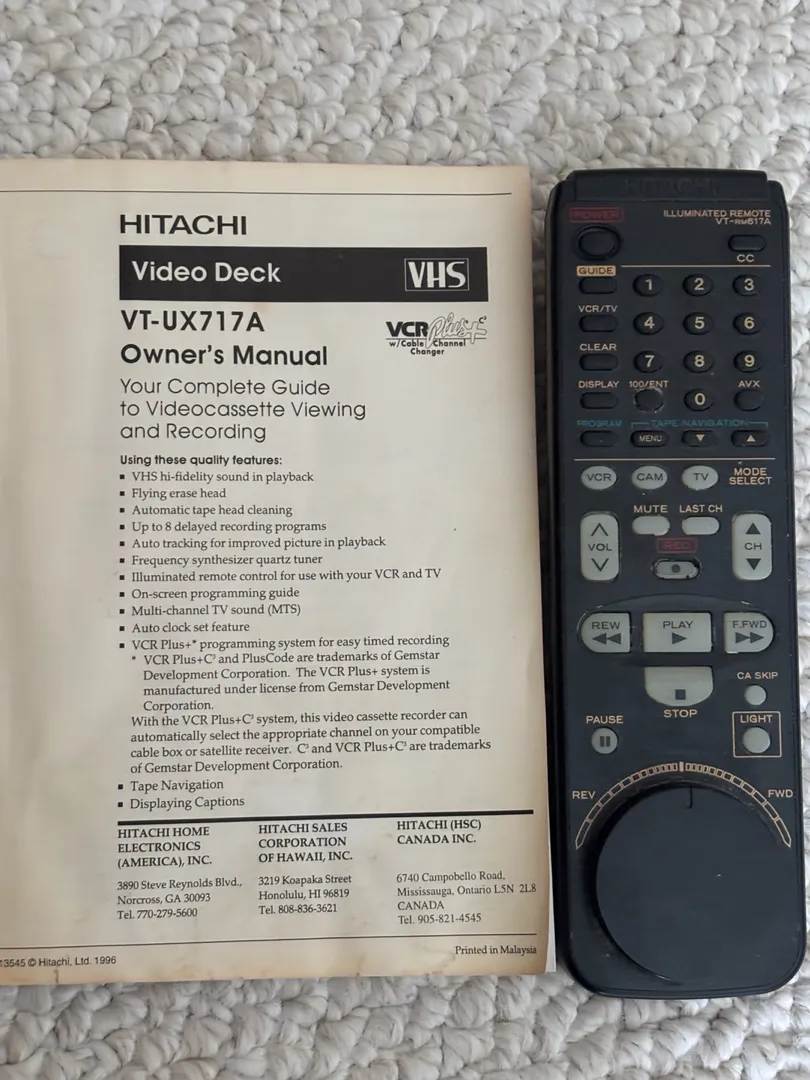 HITACHI
Video Deck VHS
VT-UX717A
VCR Plus+ C³
w/Cable Channel
Changer
Owner's Manual
Your Complete Guide
to Videocassette Viewing
and Recording
Using these quality features:
▪ VHS hi-fidelity sound in playback
▪ Flying erase head
▪ Automatic tape head cleaning
▪ Up to 8 delayed recording programs
▪ Auto tracking for improved picture in playback
▪ Frequency synthesizer quartz tuner
▪ Illuminated remote control for use with your VCR and TV
▪ On-screen programming guide
▪ Multi-channel TV sound (MTS)
▪ Auto clock set feature
▪ VCR Plus+* programming system for easy timed recording
* VCR Plus+C³ and PlusCode are trademarks of Gemstar
Development Corporation. The VCR Plus+ system is
manufactured under license from Gemstar Development
Corporation.
With the VCR Plus+C³ system, this video cassette recorder can
automatically select the appropriate channel on your compatible
cable box or satellite receiver. C³ and VCR Plus+C³ are trademarks
of Gemstar Development Corporation.
▪ Tape Navigation
▪ Displaying Captions
HITACHI HOME
ELECTRONICS
(AMERICA), INC.
3890 Steve Reynolds Blvd.,
Norcross, GA 30093
Tel. 770-279-5600
HITACHI SALES
CORPORATION
OF HAWAII, INC.
3219 Koapaka Street
Honolulu, HI 96819
Tel. 808-836-3621
HITACHI (HSC)
CANADA INC.
6740 Campobello Road,
Mississauga, Ontario L5N 2L8
CANADA
Tel. 905-821-4545
13545 © Hitachi, Ltd. 1996
Printed in Malaysia
HITACHI
POWER
ILLUMINATED REMOTE
VT-RM617A
CC
GUIDE 1 2 3
VCR/TV 4 5 6
CLEAR 7 8 9
DISPLAY 100/ENT 0 AVX
PROGRAM TAPE NAVIGATION
MENU ▼ ▲
VCR CAM TV MODE
SELECT
MUTE LAST CH
VOL CH
REC
REW PLAY F.FWD
STOP
CA SKIP
PAUSE LIGHT
REV FWD